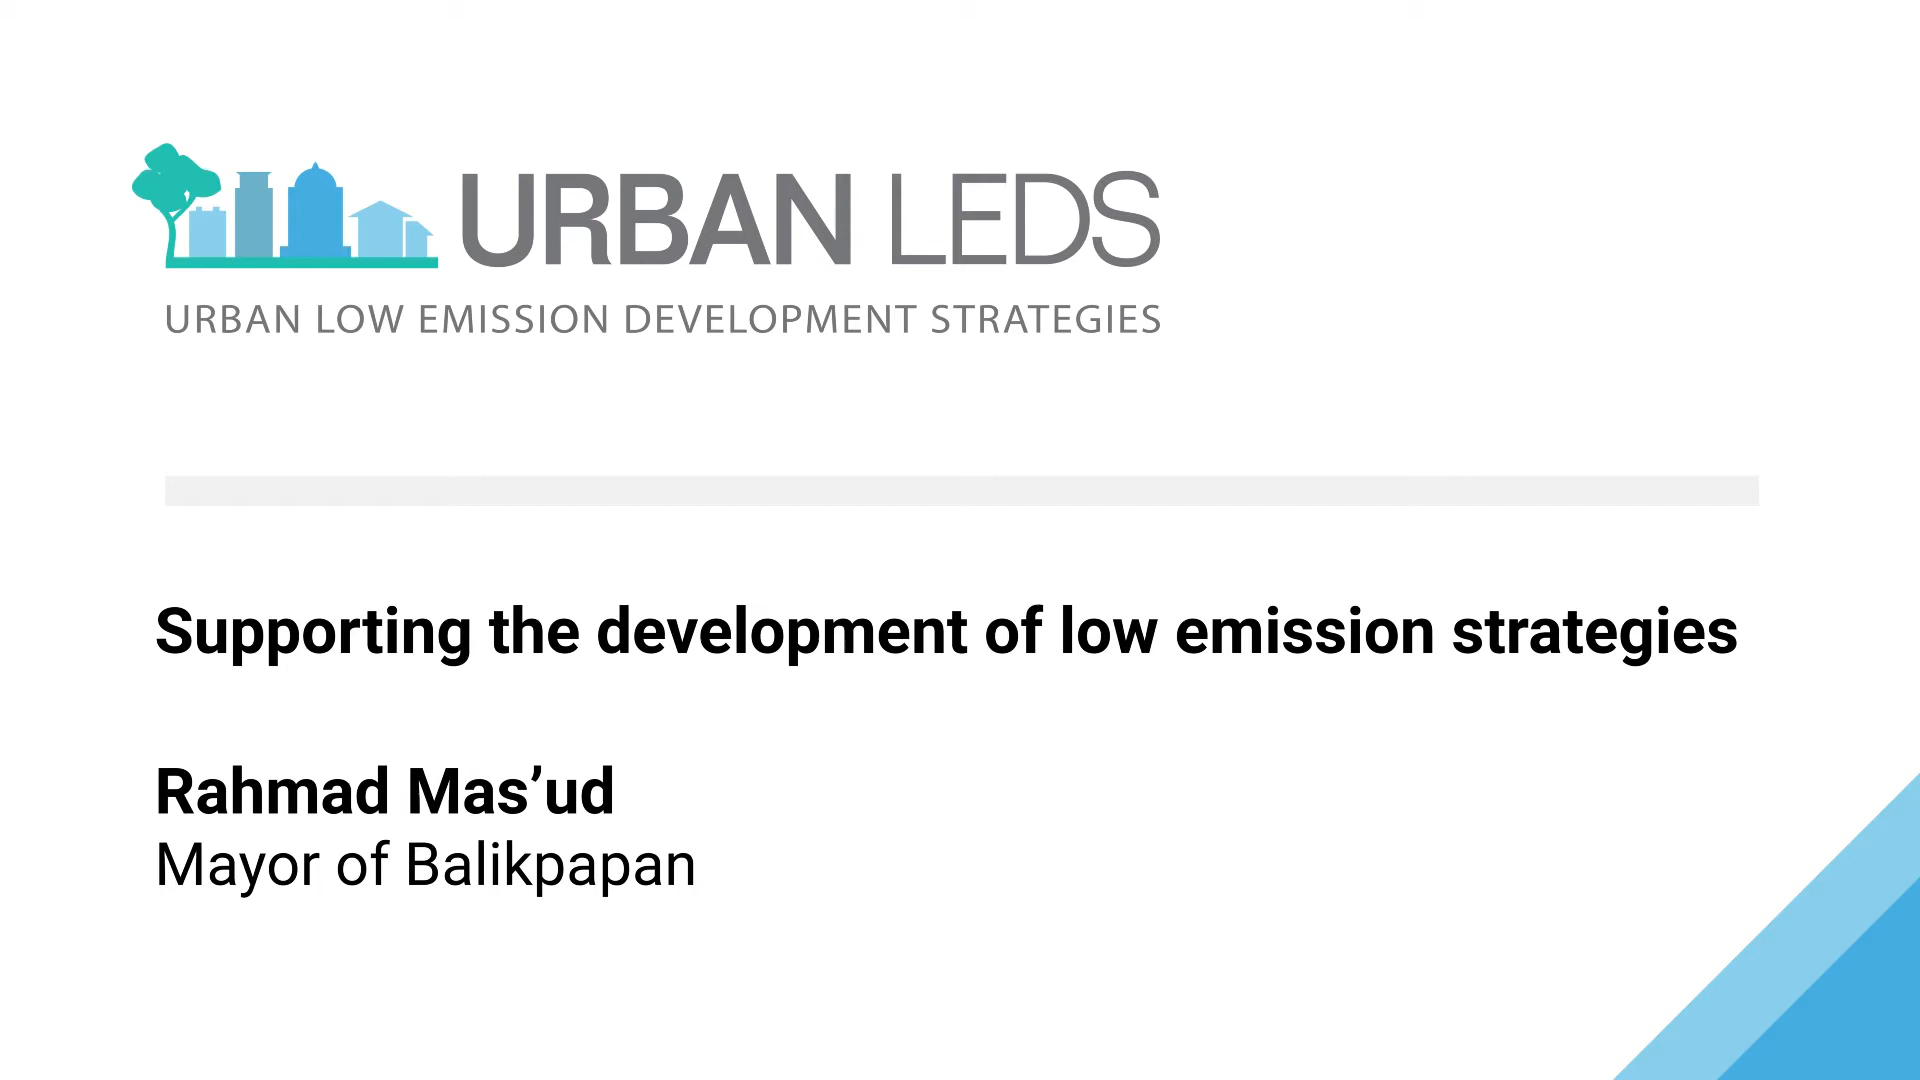 URBAN LEDS
URBAN LOW EMISSION DEVELOPMENT STRATEGIES
Supporting the development of low emission strategies
Rahmad Mas’ud
Mayor of Balikpapan